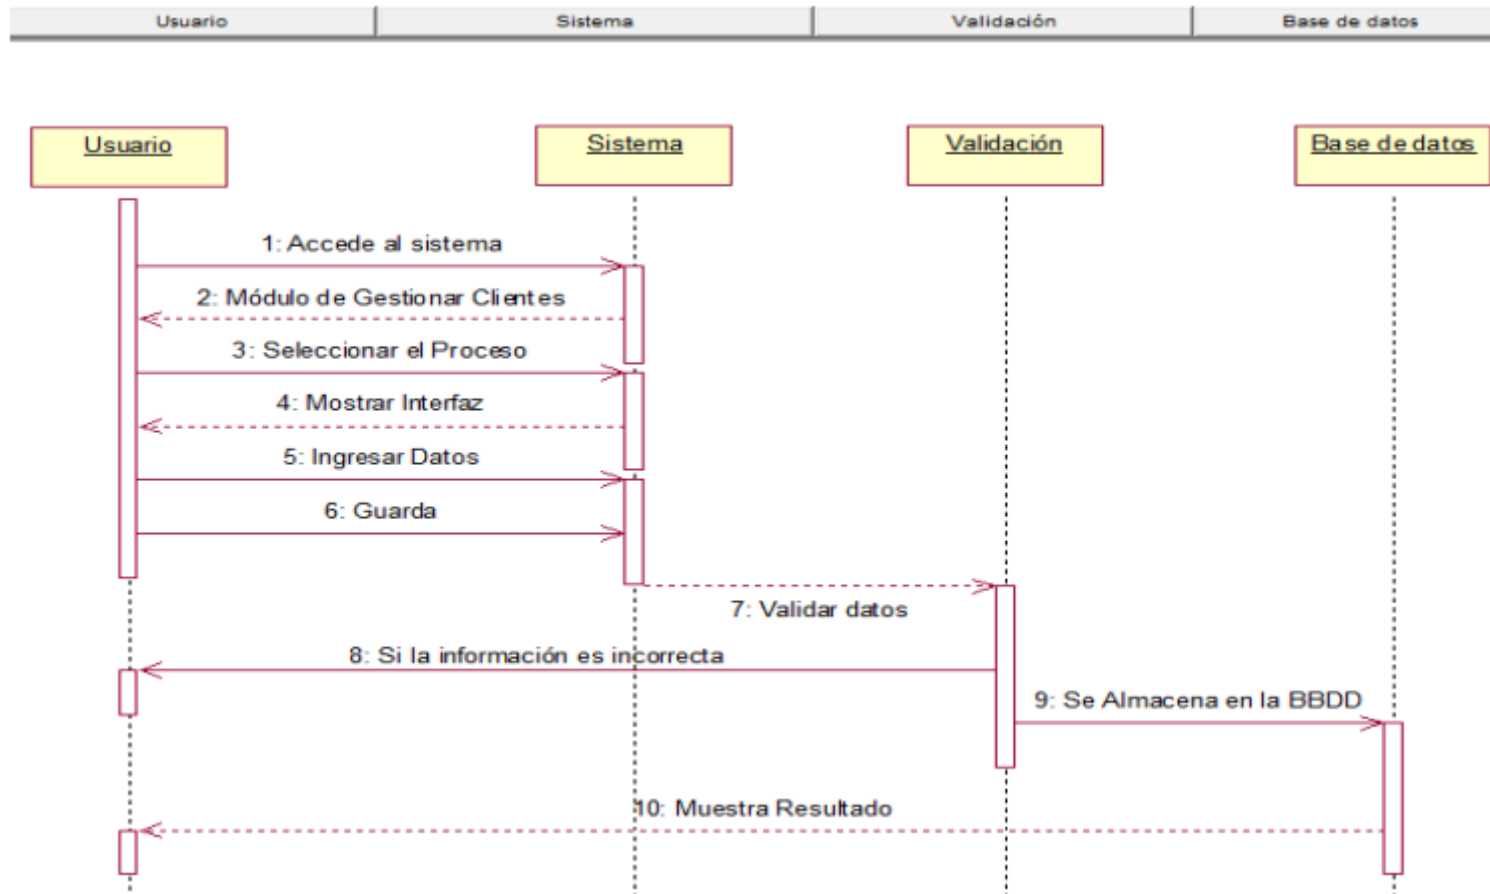 Usuario Sistema Validación Base de datos
Usuario Sistema Validación Base de datos
1: Accede al sistema
2: Módulo de Gestionar Clientes
3: Seleccionar el Proceso
4: Mostrar Interfaz
5: Ingresar Datos
6: Guarda
7: Validar datos
8: Si la información es incorrecta
9: Se Almacena en la BBDD
10: Muestra Resultado